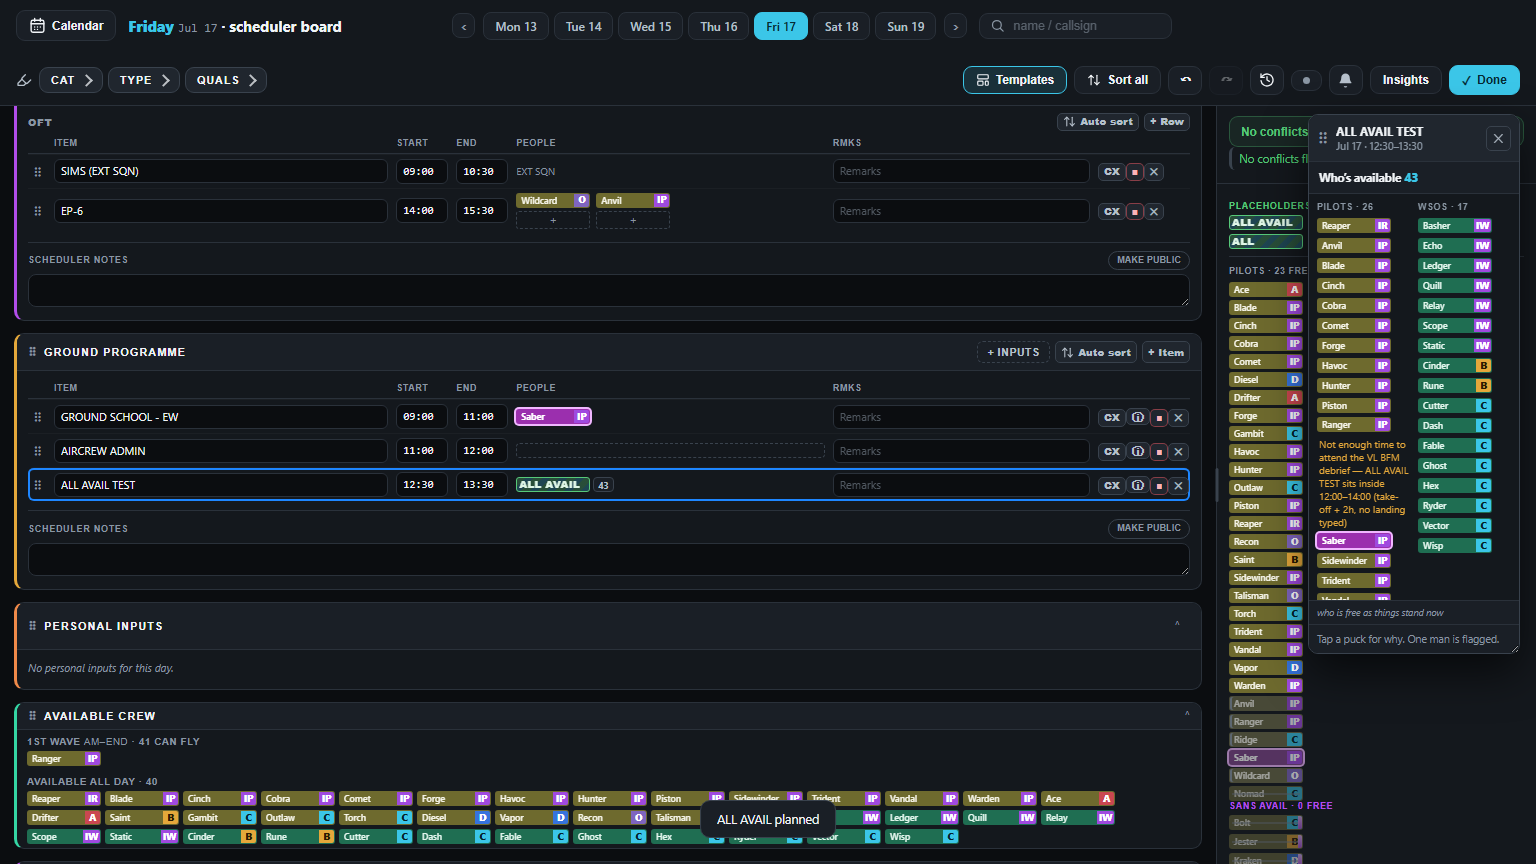 Calendar
Friday Jul 17 · scheduler board
‹ Mon 13 Tue 14 Wed 15 Thu 16 Fri 17 Sat 18 Sun 19 ›
name / callsign
CAT TYPE QUALS
Templates Sort all Insights ✓ Done
OFT
Auto sort + Row
ITEM START END PEOPLE RMKS
SIMS (EXT SQN) 09:00 10:30 EXT SQN Remarks CX
EP-6 14:00 15:30 Wildcard O Anvil IP Remarks CX
+ +
SCHEDULER NOTES MAKE PUBLIC
GROUND PROGRAMME
+ INPUTS Auto sort + Item
ITEM START END PEOPLE RMKS
GROUND SCHOOL - EW 09:00 11:00 Saber IP Remarks CX
AIRCREW ADMIN 11:00 12:00 Remarks CX
ALL AVAIL TEST 12:30 13:30 ALL AVAIL 43 Remarks CX
SCHEDULER NOTES MAKE PUBLIC
PERSONAL INPUTS
No personal inputs for this day.
AVAILABLE CREW
1ST WAVE AM–END · 41 CAN FLY
Ranger IP
AVAILABLE ALL DAY · 40
Reaper IR Blade IP Cinch IP Cobra IP Comet IP Forge IP Havoc IP Hunter IP Piston IP Sidewinder IP Trident IP Vandal IP Warden IP Ace A
Drifter A Saint B Gambit C Outlaw C Torch C Diesel D Vapor D Recon O Talisman IW Ledger IW Quill IW Relay IW
Scope IW Static IW Cinder B Rune B Cutter C Dash C Fable C Ghost C Hex C Ryder C Vector C Wisp C
ALL AVAIL planned
No conflicts
No conflicts fl
PLACEHOLDERS
ALL AVAIL
ALL
PILOTS · 23 FREE
Ace A
Blade IP
Cinch IP
Cobra IP
Comet IP
Diesel D
Drifter A
Forge IP
Gambit C
Havoc IP
Hunter IP
Outlaw C
Piston IP
Reaper IR
Recon O
Saint B
Sidewinder IP
Talisman O
Torch C
Trident IP
Vandal IP
Vapor D
Warden IP
Anvil IP
Ranger IP
Ridge C
Saber IP
Wildcard O
Nomad C
SANS AVAIL · 0 FREE
Bolt C
Jester B
Kraken D
ALL AVAIL TEST
Jul 17 · 12:30–13:30
Who's available 43
PILOTS · 26
Reaper IR
Anvil IP
Blade IP
Cinch IP
Cobra IP
Comet IP
Forge IP
Havoc IP
Hunter IP
Piston IP
Ranger IP
Not enough time to
attend the VL BFM
debrief — ALL AVAIL
TEST sits inside
12:00–14:00 (take-
off + 2h, no landing
typed)
Saber IP
Sidewinder IP
Trident IP
Vandal IP
WSOS · 17
Basher IW
Echo IW
Ledger IW
Quill IW
Relay IW
Scope IW
Static IW
Cinder B
Rune B
Cutter C
Dash C
Fable C
Ghost C
Hex C
Ryder C
Vector C
Wisp C
who is free as things stand now
Tap a puck for why. One man is flagged.